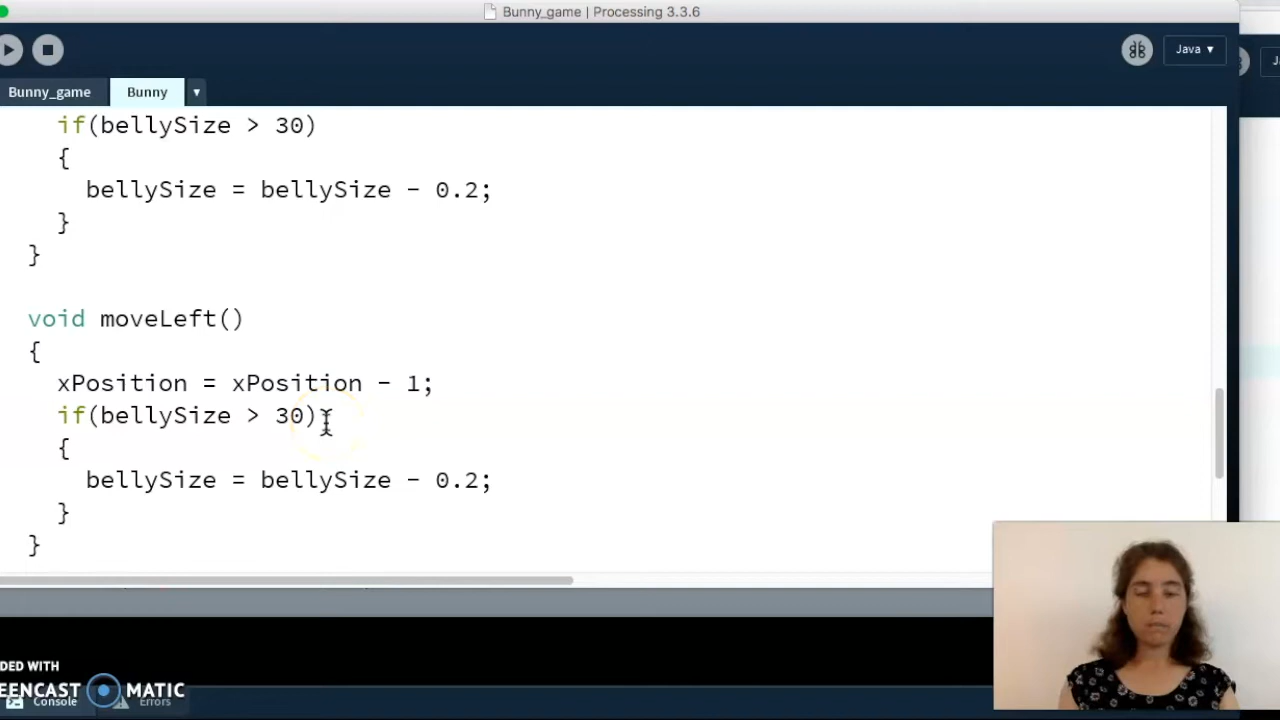 Bunny_game | Processing 3.3.6
Java ▾
Bunny_game
Bunny
▾
if(bellySize > 30)
{
bellySize = bellySize - 0.2;
}
}
void moveLeft()
{
xPosition = xPosition - 1;
if(bellySize > 30)
{
bellySize = bellySize - 0.2;
}
}
DED WITH
EENCAST MATIC
Console
Errors